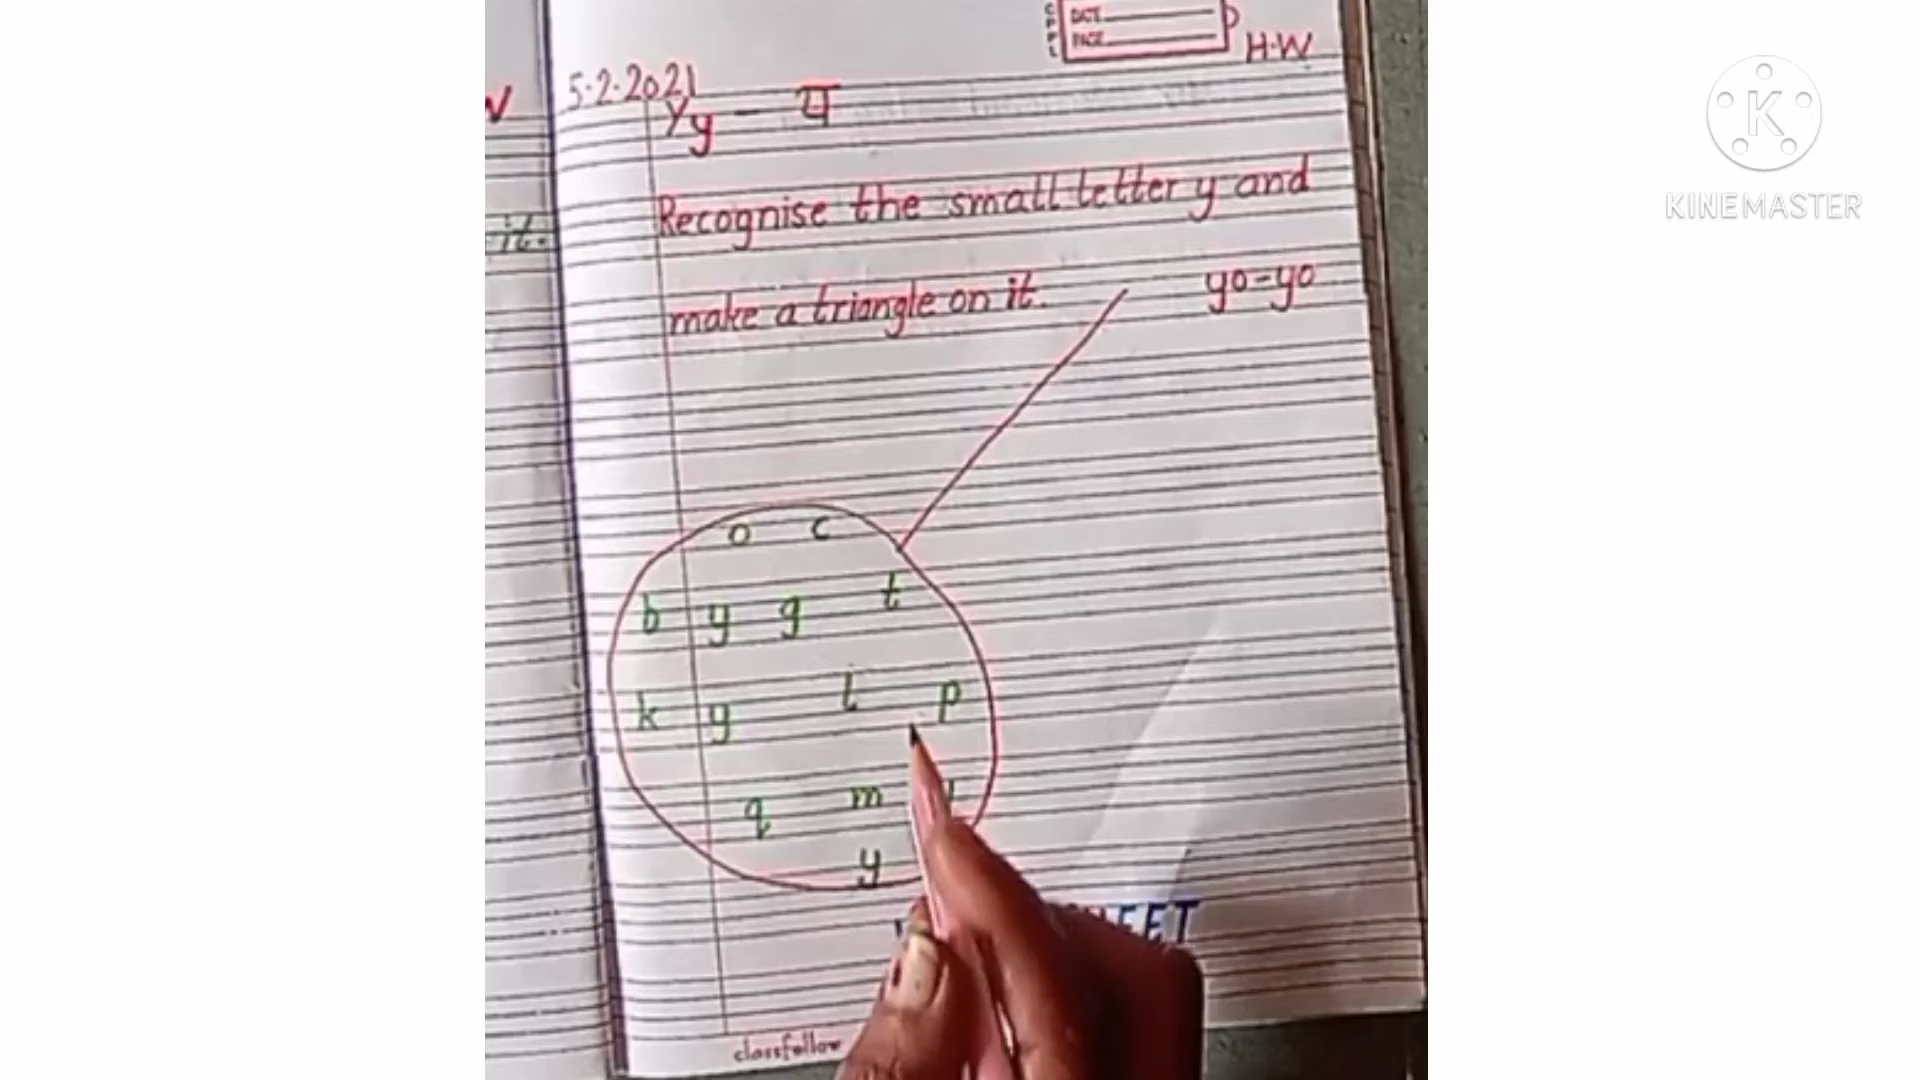 DATE
PAGE
H.W
5.2.2021
Yy - य
Recognise the small letter y and
make a triangle on it.
yo-yo
it.
o c
b y g t
k y l p
q m
y
classfellow
K
KINEMASTER